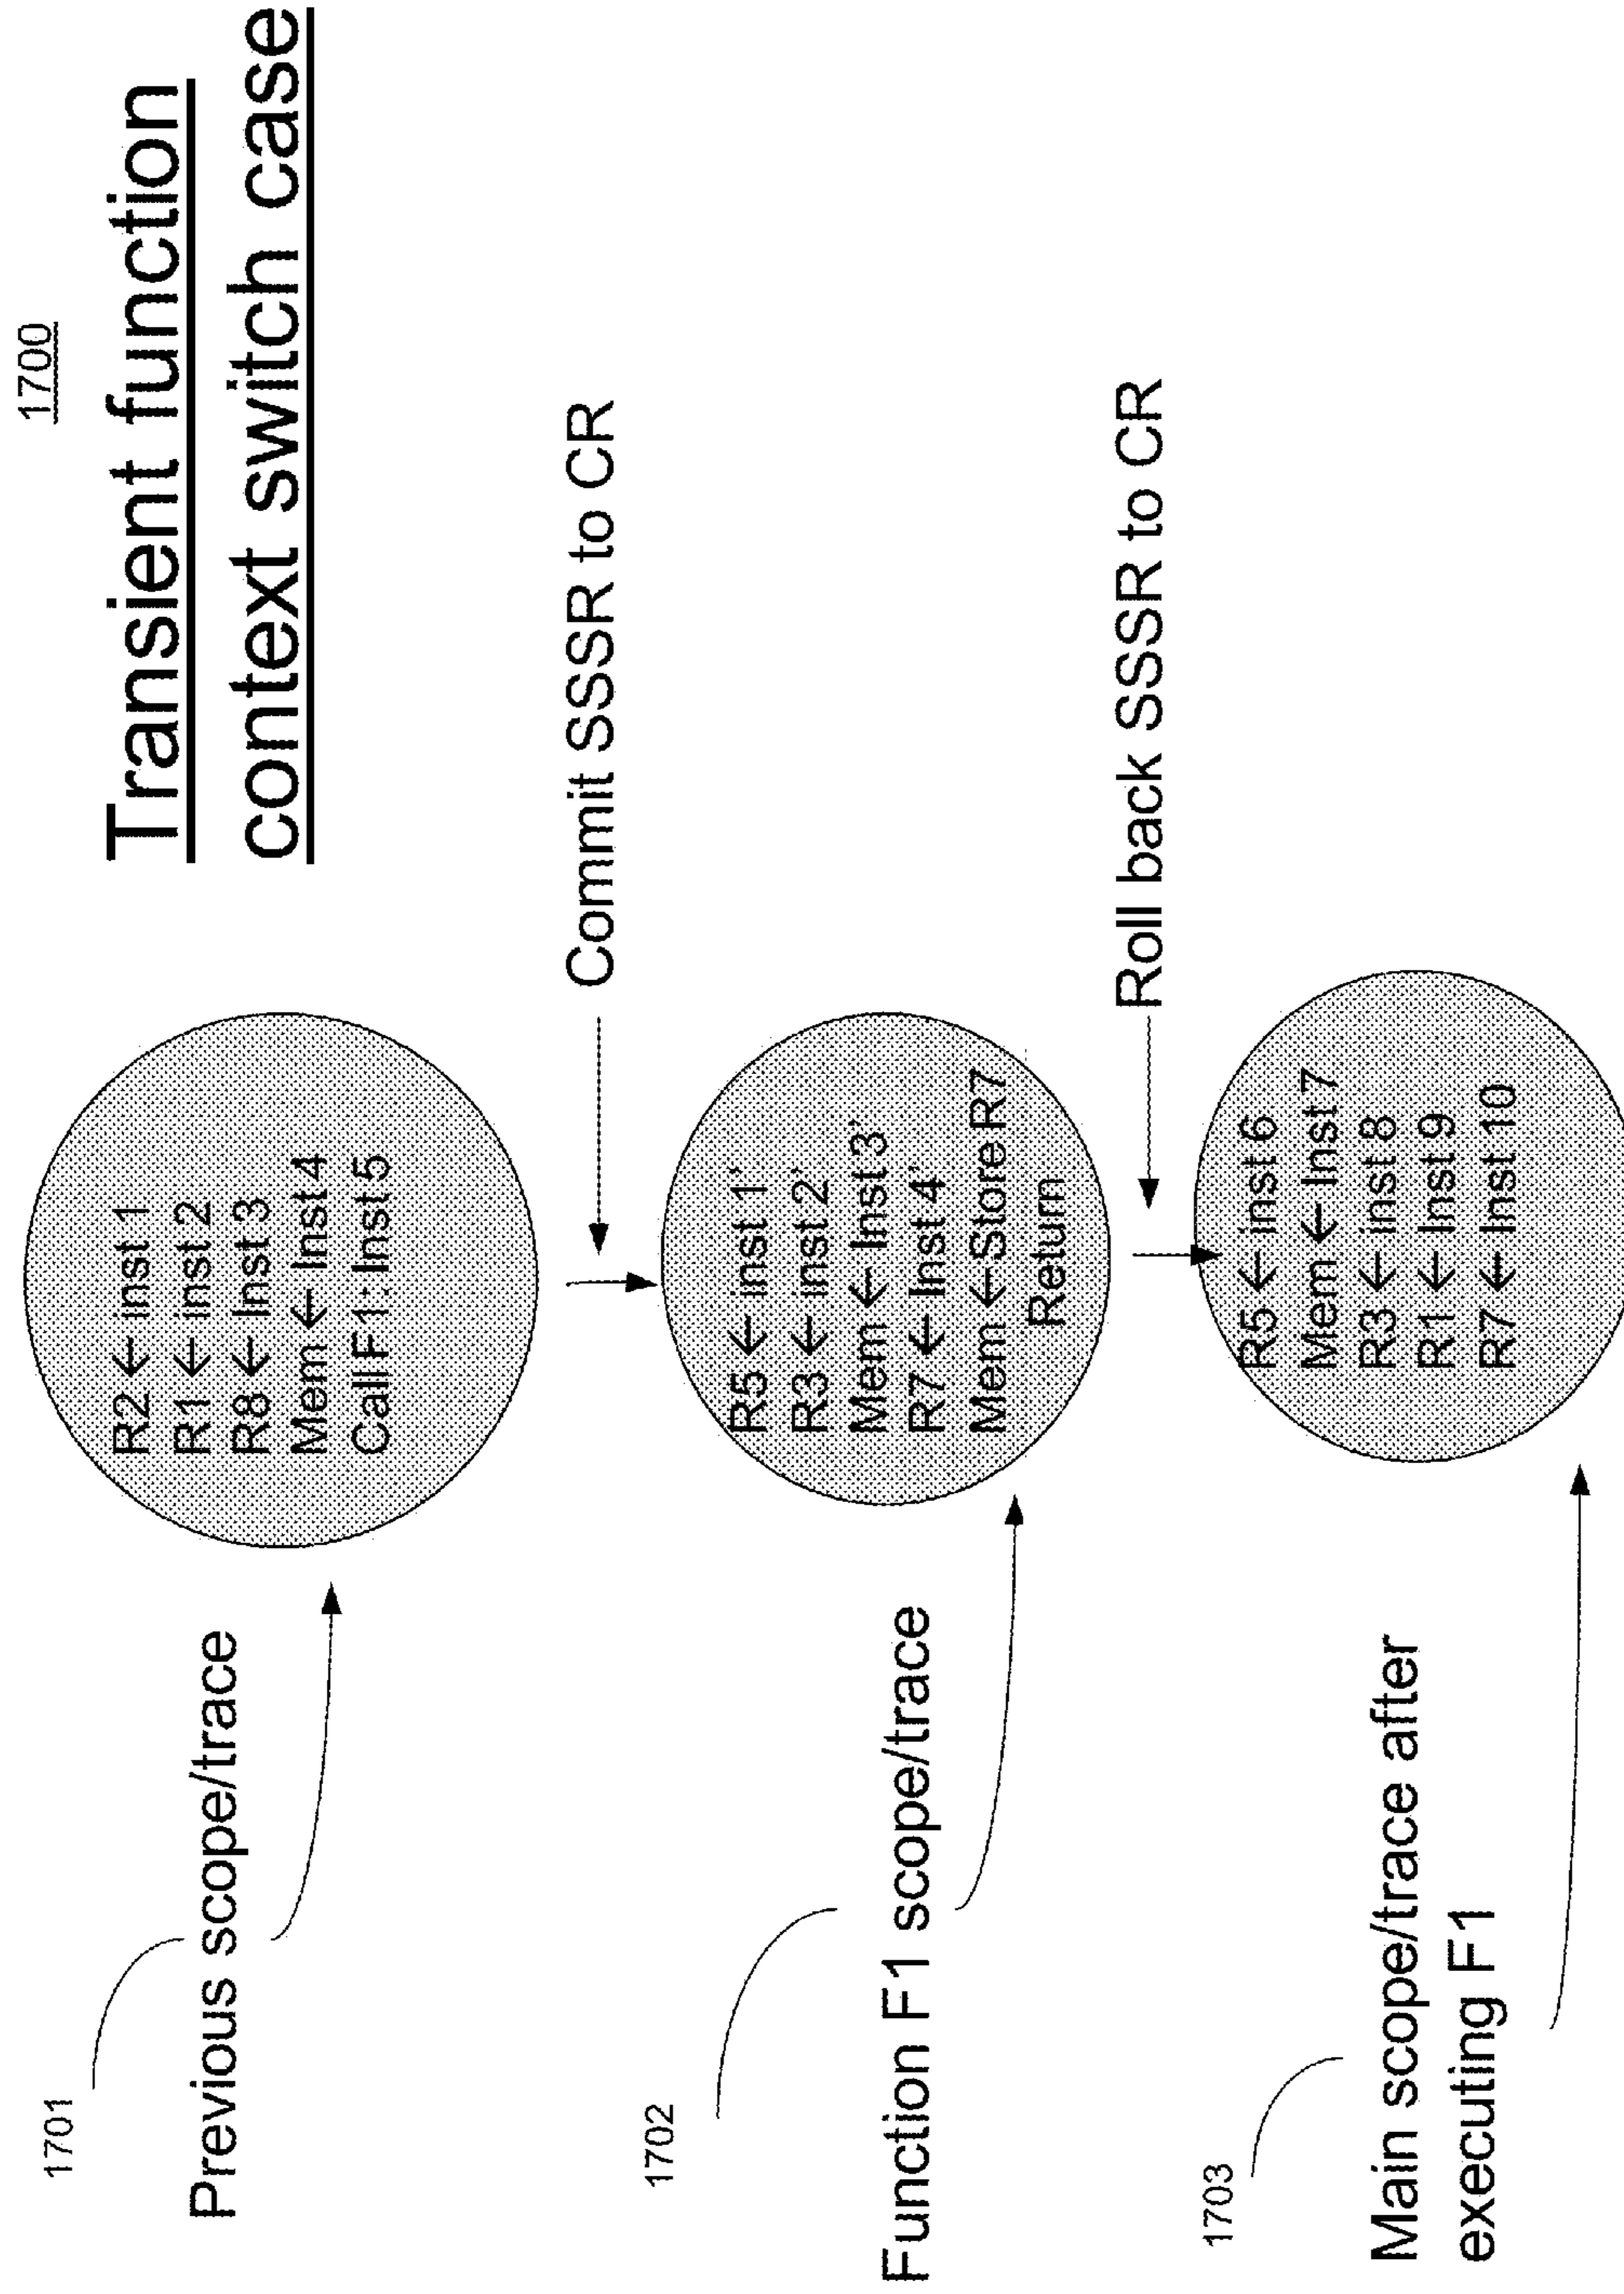 1700
Transient function
context switch case
1701
Previous scope/trace
R2 ← inst 1
R1 ← inst 2
R8 ← Inst 3
Mem ← Inst 4
Call F1: Inst 5
Commit SSSR to CR
1702
Function F1 scope/trace
R5 ← inst 1'
R3 ← inst 2'
Mem ← Inst 3'
R7 ← Inst 4'
Mem ← Store R7
Return
Roll back SSSR to CR
1703
Main scope/trace after
executing F1
R5 ← inst 6
Mem ← Inst 7
R3 ← inst 8
R1 ← Inst 9
R7 ← Inst 10